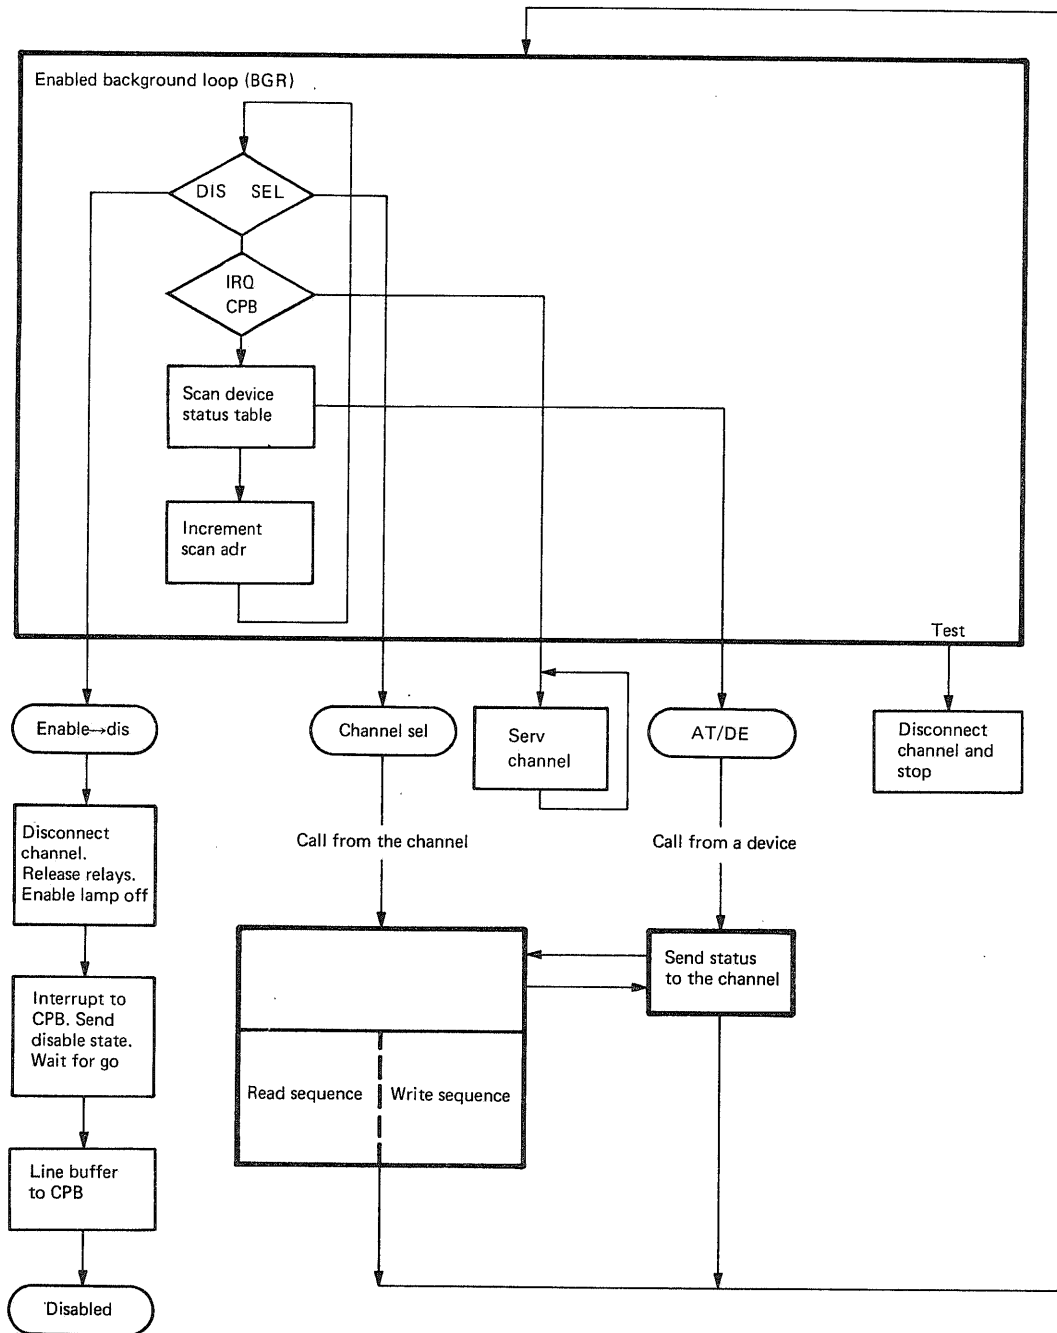 Enabled background loop (BGR)
DIS SEL
IRQ
CPB
Scan device
status table
Increment
scan adr
Test
Enable→dis
Channel sel
Serv
channel
AT/DE
Disconnect
channel and
stop
Disconnect
channel.
Release relays.
Enable lamp off
Call from the channel
Call from a device
Interrupt to
CPB. Send
disable state.
Wait for go
Send status
to the channel
Read sequence
Write sequence
Line buffer
to CPB
Disabled